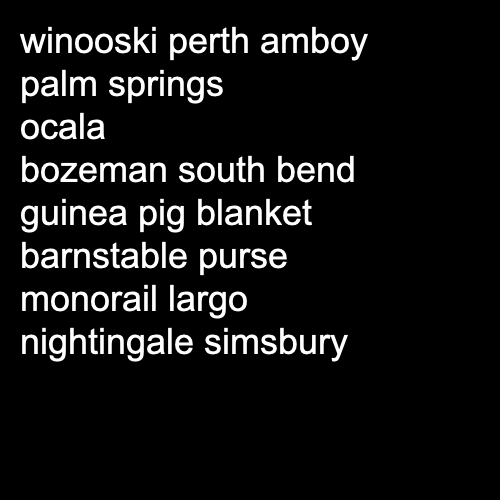 winooski perth amboy
palm springs
ocala
bozeman south bend
guinea pig blanket
barnstable purse
monorail largo
nightingale simsbury